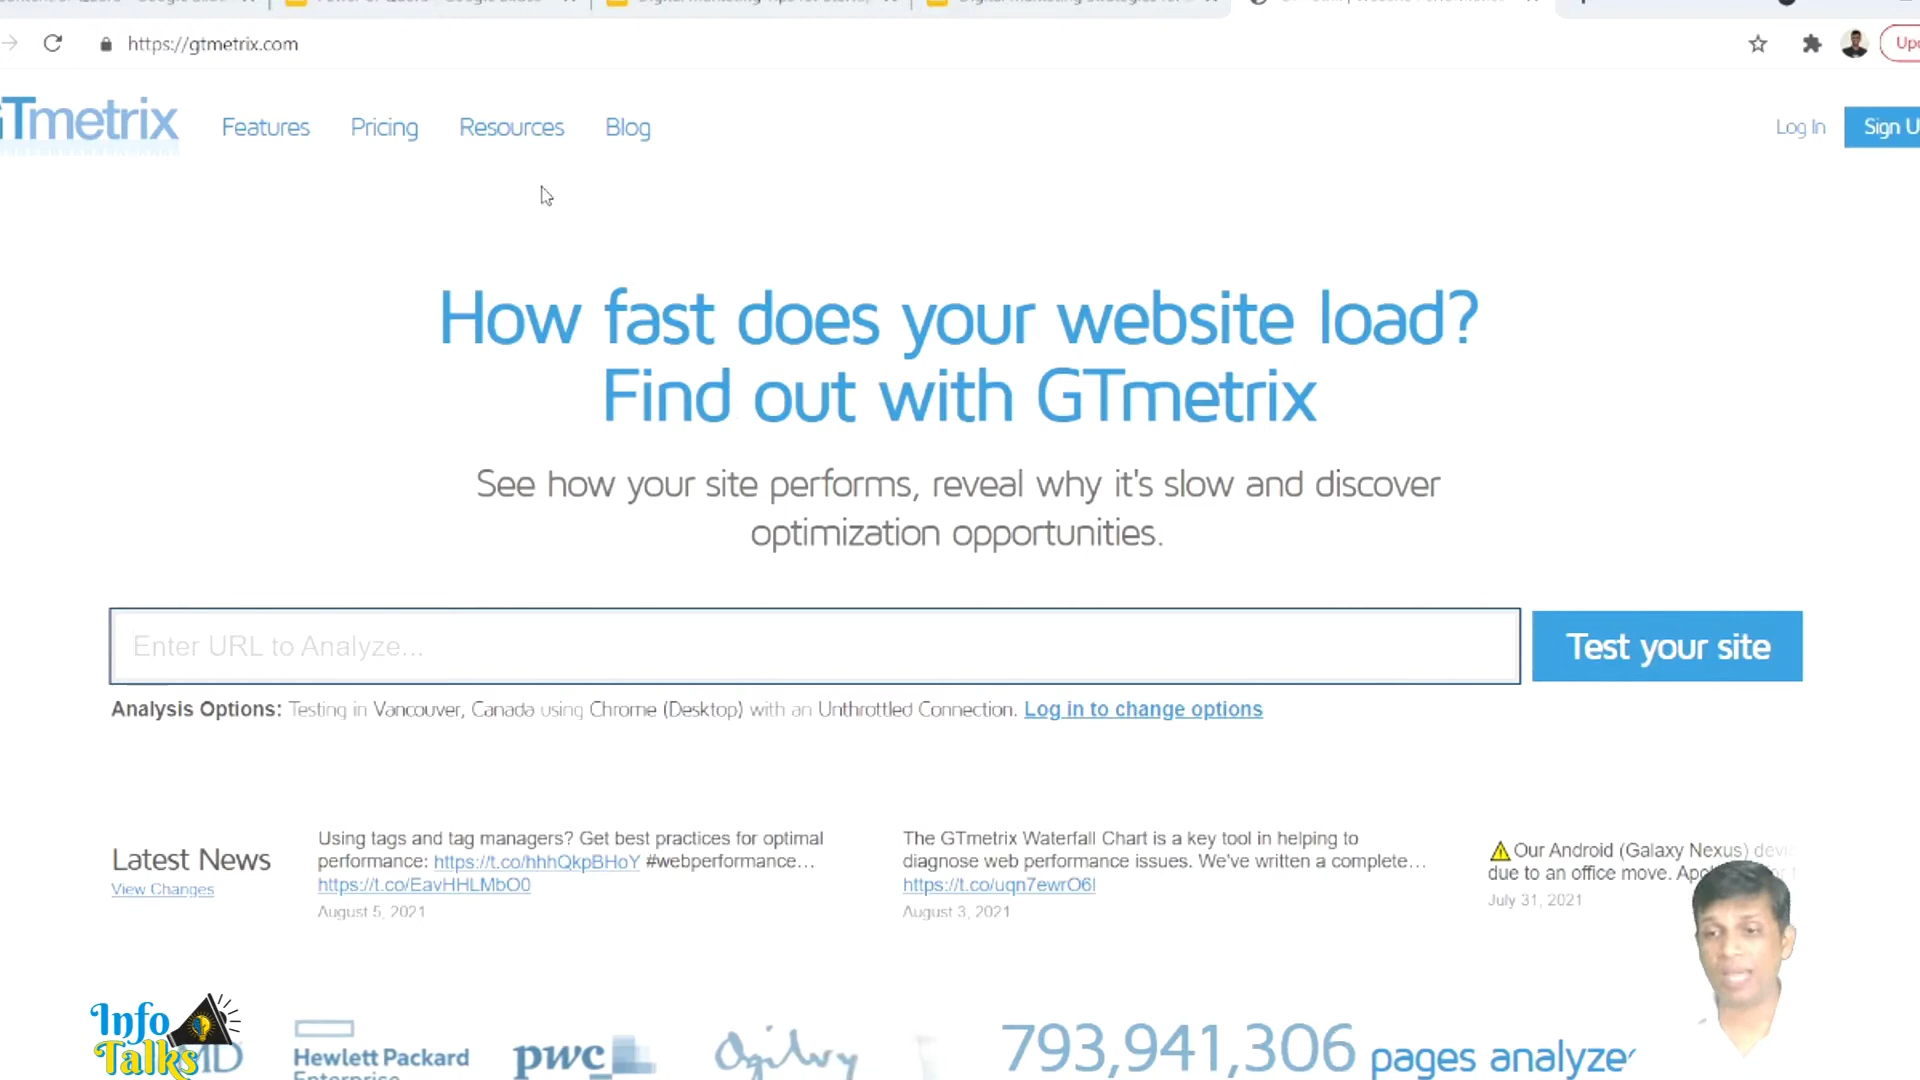 https://gtmetrix.com
Upd
GTmetrix
Features
Pricing
Resources
Blog
Log In
Sign U
How fast does your website load?
Find out with GTmetrix
See how your site performs, reveal why it's slow and discover
optimization opportunities.
Enter URL to Analyze...
Test your site
Analysis Options: Testing in Vancouver, Canada using Chrome (Desktop) with an Unthrottled Connection. Log in to change options
Latest News
View Changes
Using tags and tag managers? Get best practices for optimal
performance: https://t.co/hhhQkpBHoY #webperformance...
https://t.co/EavHHLMbO0
August 5, 2021
The GTmetrix Waterfall Chart is a key tool in helping to
diagnose web performance issues. We've written a complete...
https://t.co/uqn7ewrO6l
August 3, 2021
Our Android (Galaxy Nexus) devi
due to an office move.
July 31, 2021
Info
Talks
Hewlett Packard
Enterprise
pwc
Ogilvy
793,941,306 pages analyze